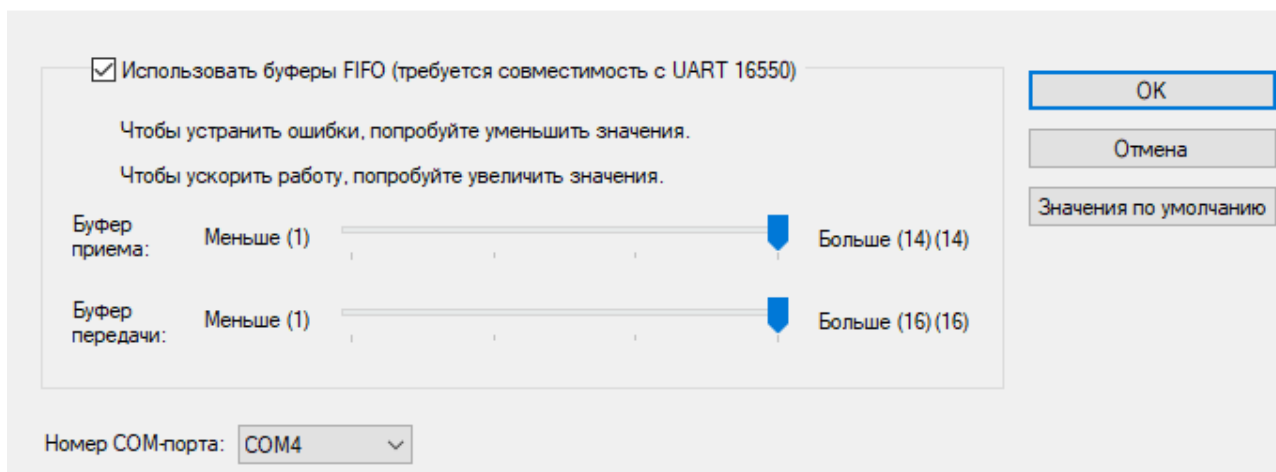 Использовать буферы FIFO (требуется совместимость с UART 16550)
OK
Чтобы устранить ошибки, попробуйте уменьшить значения.
Отмена
Чтобы ускорить работу, попробуйте увеличить значения.
Значения по умолчанию
Буфер
приема:
Меньше (1)
Больше (14) (14)
Буфер
передачи:
Меньше (1)
Больше (16) (16)
Номер COM-порта:
COM4